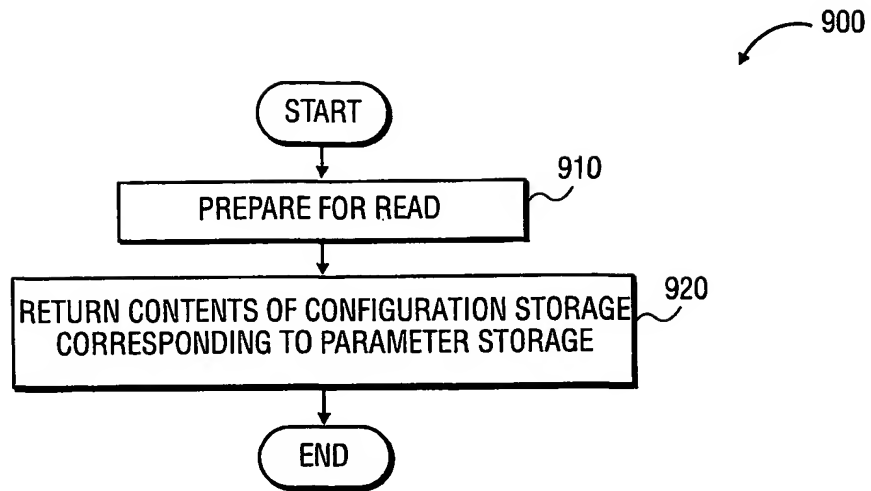 900
START
910
PREPARE FOR READ
RETURN CONTENTS OF CONFIGURATION STORAGE
CORRESPONDING TO PARAMETER STORAGE
920
END